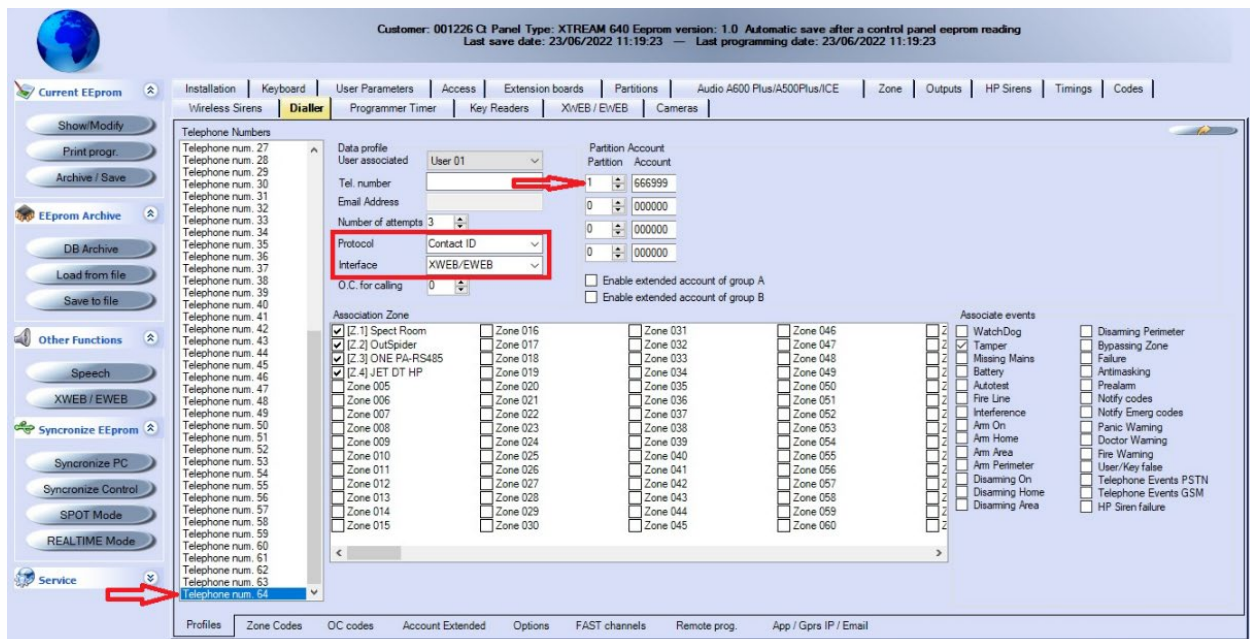 Customer: 001226 Ct Panel Type: XTREAM 640 Eeprom version: 1.0 Automatic save after a control panel eeprom reading
Last save date: 23/06/2022 11:19:23 — Last programming date: 23/06/2022 11:19:23
Current EEprom
Show/Modify
Print progr.
Archive / Save
EEprom Archive
DB Archive
Load from file
Save to file
Other Functions
Speech
XWEB / EWEB
Syncronize EEprom
Syncronize PC
Syncronize Control
SPOT Mode
REALTIME Mode
Service
Installation Keyboard User Parameters Access Extension boards Partitions Audio A600 Plus/A500Plus/ICE Zone Outputs HP Sirens Timings Codes
Wireless Sirens Dialler Programmer Timer Key Readers XWEB / EWEB Cameras
Telephone Numbers
Telephone num. 27
Telephone num. 28
Telephone num. 29
Telephone num. 30
Telephone num. 31
Telephone num. 32
Telephone num. 33
Telephone num. 34
Telephone num. 35
Telephone num. 36
Telephone num. 37
Telephone num. 38
Telephone num. 39
Telephone num. 40
Telephone num. 41
Telephone num. 42
Telephone num. 43
Telephone num. 44
Telephone num. 45
Telephone num. 46
Telephone num. 47
Telephone num. 48
Telephone num. 49
Telephone num. 50
Telephone num. 51
Telephone num. 52
Telephone num. 53
Telephone num. 54
Telephone num. 55
Telephone num. 56
Telephone num. 57
Telephone num. 58
Telephone num. 59
Telephone num. 60
Telephone num. 61
Telephone num. 62
Telephone num. 63
Telephone num. 64
Data profile
User associated User 01
Tel. number
Email Address
Number of attempts 3
Protocol Contact ID
Interface XWEB/EWEB
O.C. for calling 0
Partition Account
Partition Account
1 666999
0 000000
0 000000
0 000000
Enable extended account of group A
Enable extended account of group B
Association Zone
[Z.1] Spect Room Zone 016 Zone 031 Zone 046 Z
[Z.2] OutSpider Zone 017 Zone 032 Zone 047 Z
[Z.3] ONE PA-RS485 Zone 018 Zone 033 Zone 048 Z
[Z.4] JET DT HP Zone 019 Zone 034 Zone 049 Z
Zone 005 Zone 020 Zone 035 Zone 050 Z
Zone 006 Zone 021 Zone 036 Zone 051 Z
Zone 007 Zone 022 Zone 037 Zone 052 Z
Zone 008 Zone 023 Zone 038 Zone 053 Z
Zone 009 Zone 024 Zone 039 Zone 054 Z
Zone 010 Zone 025 Zone 040 Zone 055 Z
Zone 011 Zone 026 Zone 041 Zone 056 Z
Zone 012 Zone 027 Zone 042 Zone 057 Z
Zone 013 Zone 028 Zone 043 Zone 058 Z
Zone 014 Zone 029 Zone 044 Zone 059 Z
Zone 015 Zone 030 Zone 045 Zone 060 Z
Associate events
WatchDog Disarming Perimeter
Tamper Bypassing Zone
Missing Mains Failure
Battery Antimasking
Autotest Prealarm
Fire Line Notify codes
Interference Notify Emerg codes
Arm On Panic Warning
Arm Home Doctor Warning
Arm Area Fire Warning
Arm Perimeter User/Key false
Disarming On Telephone Events PSTN
Disarming Home Telephone Events GSM
Disarming Area HP Siren failure
Profiles Zone Codes OC codes Account Extended Options FAST channels Remote prog. App / Gprs IP / Email